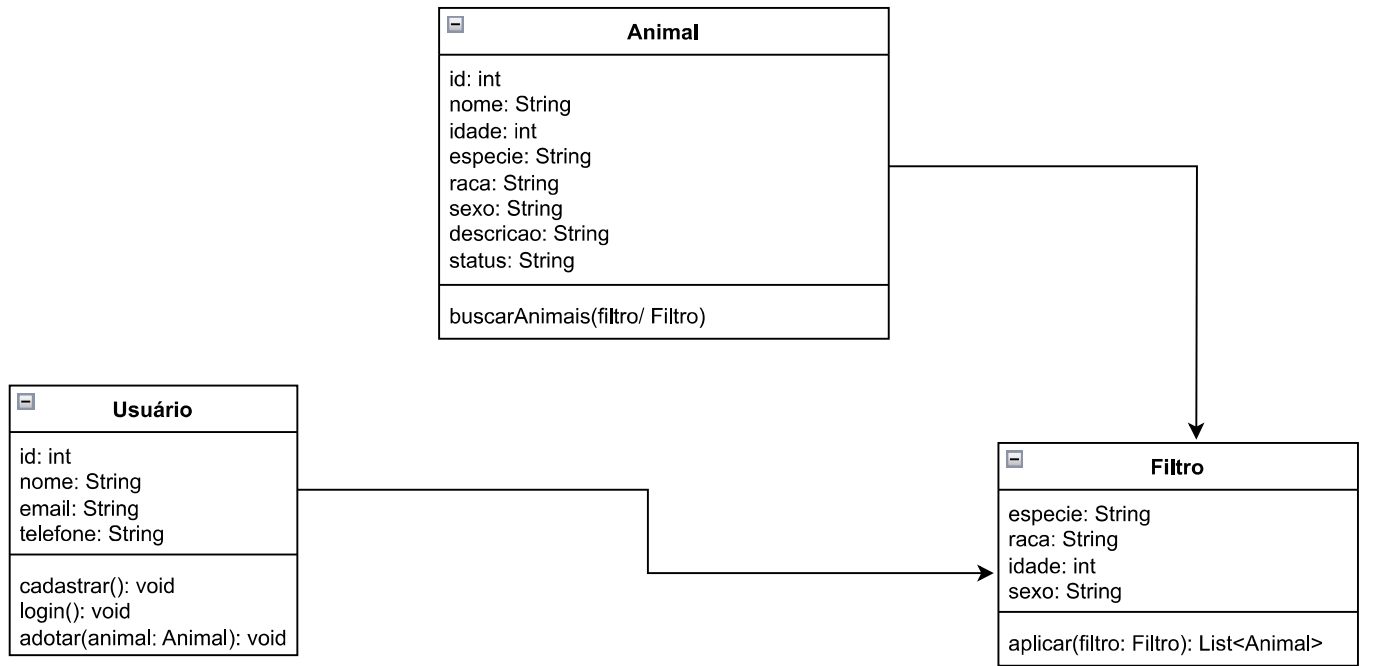 Animal
id: int
nome: String
idade: int
especie: String
raca: String
sexo: String
descricao: String
status: String
buscarAnimais(filtro/ Filtro)
Usuário
id: int
nome: String
email: String
telefone: String
cadastrar(): void
login(): void
adotar(animal: Animal): void
Filtro
especie: String
raca: String
idade: int
sexo: String
aplicar(filtro: Filtro): List<Animal>